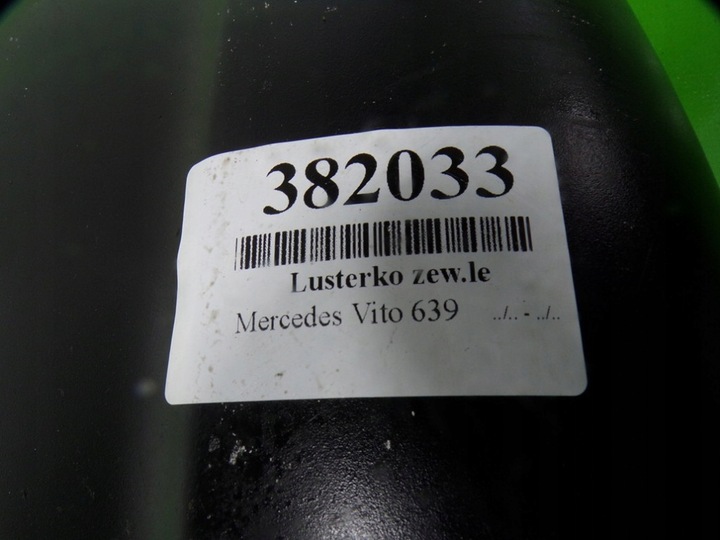 382033
Lusterko zew.le
Mercedes Vito 639 ../.. - ../..